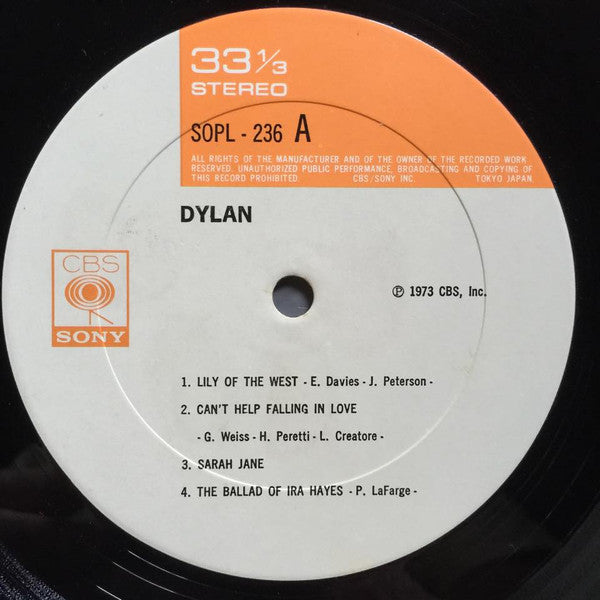 33 1/3
STEREO
SOPL - 236 A
ALL RIGHTS OF THE MANUFACTURER AND OF THE OWNER OF THE RECORDED WORK
RESERVED. UNAUTHORIZED PUBLIC PERFORMANCE, BROADCASTING AND COPYING OF
THIS RECORD PROHIBITED. CBS/SONY INC. TOKYO JAPAN.
DYLAN
CBS
SONY
℗ 1973 CBS, Inc.
1. LILY OF THE WEST - E. Davies - J. Peterson -
2. CAN'T HELP FALLING IN LOVE
- G. Weiss - H. Peretti - L. Creatore -
3. SARAH JANE
4. THE BALLAD OF IRA HAYES - P. LaFarge -